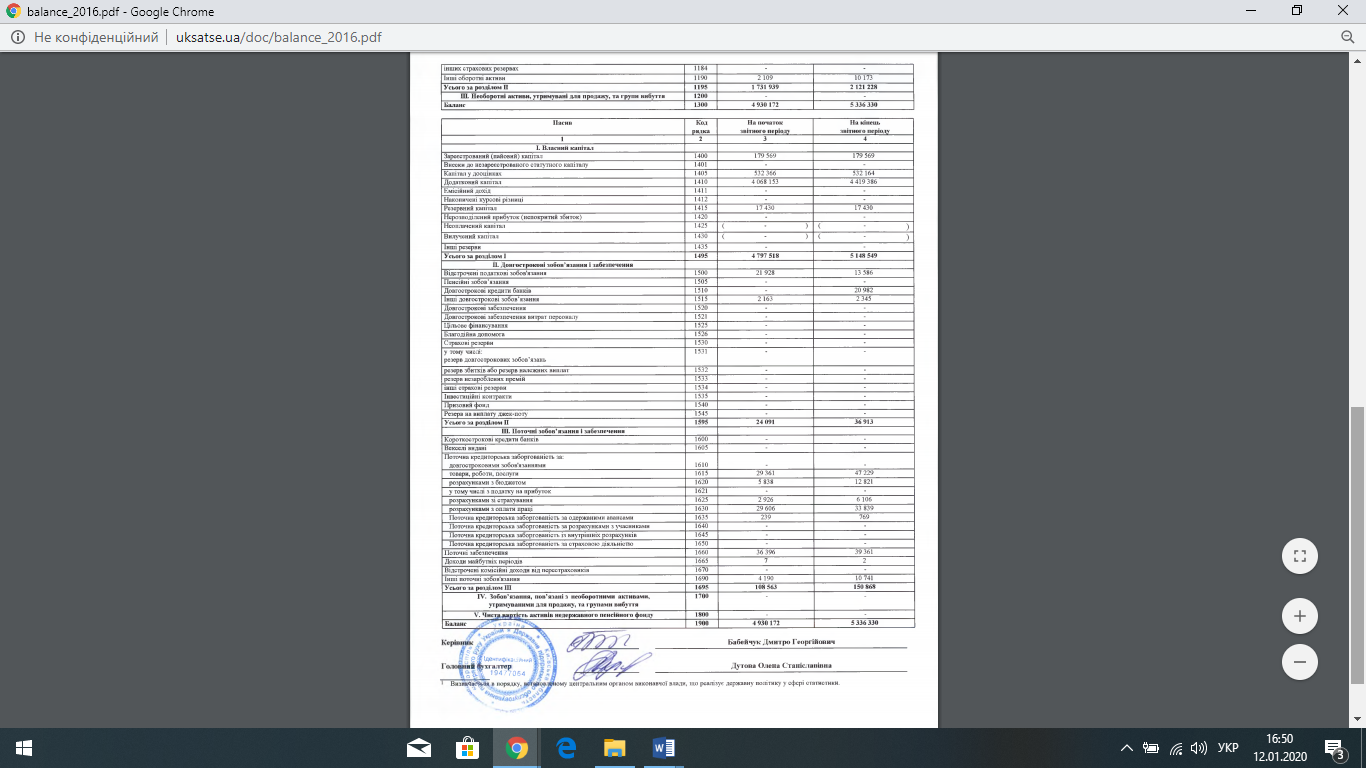 balance_2016.pdf - Google Chrome
Не конфіденційний | uksatse.ua/doc/balance_2016.pdf
інших страхових резервах 1184 - -
Інші оборотні активи 1190 2 109 10 173
Усього за розділом II 1195 1 731 939 2 121 228
III. Необоротні активи, утримувані для продажу, та групи вибуття 1200 - -
Баланс 1300 4 930 172 5 336 330
Пасив Код рядка На початок звітного періоду На кінець звітного періоду
1 2 3 4
I. Власний капітал
Зареєстрований (пайовий) капітал 1400 179 569 179 569
Внески до незареєстрованого статутного капіталу 1401 - -
Капітал у дооцінках 1405 532 366 532 164
Додатковий капітал 1410 4 068 153 4 419 386
Емісійний дохід 1411 - -
Накопичені курсові різниці 1412 - -
Резервний капітал 1415 17 430 17 430
Нерозподілений прибуток (непокритий збиток) 1420 - -
Неоплачений капітал 1425 ( - ) ( - )
Вилучений капітал 1430 ( - ) ( - )
Інші резерви 1435 - -
Усього за розділом I 1495 4 797 518 5 148 549
II. Довгострокові зобов'язання і забезпечення
Відстрочені податкові зобов'язання 1500 21 928 13 586
Пенсійні зобов'язання 1505 - -
Довгострокові кредити банків 1510 - 20 982
Інші довгострокові зобов'язання 1515 2 163 2 345
Довгострокові забезпечення 1520 - -
Довгострокові забезпечення витрат персоналу 1521 - -
Цільове фінансування 1525 - -
Благодійна допомога 1526 - -
Страхові резерви 1530 - -
у тому числі: 1531 - -
резерв довгострокових зобов'язань
резерв збитків або резерв належних виплат 1532 - -
резерв незароблених премій 1533 - -
інші страхові резерви 1534 - -
Інвестиційні контракти 1535 - -
Призовий фонд 1540 - -
Резерв на виплату джек-поту 1545 - -
Усього за розділом II 1595 24 091 36 913
III. Поточні зобов'язання і забезпечення
Короткострокові кредити банків 1600 - -
Векселі видані 1605 - -
Поточна кредиторська заборгованість за:
довгостроковими зобов'язаннями 1610 - -
товари, роботи, послуги 1615 29 361 47 229
розрахунками з бюджетом 1620 5 838 12 821
у тому числі з податку на прибуток 1621 - -
розрахунками зі страхування 1625 2 926 6 106
розрахунками з оплати праці 1630 29 606 33 839
Поточна кредиторська заборгованість за одержаними авансами 1635 239 769
Поточна кредиторська заборгованість за розрахунками з учасниками 1640 - -
Поточна кредиторська заборгованість із внутрішніх розрахунків 1645 - -
Поточна кредиторська заборгованість за страховою діяльністю 1650 - -
Поточні забезпечення 1660 36 396 39 361
Доходи майбутніх періодів 1665 7 2
Відстрочені комісійні доходи від перестраховиків 1670 - -
Інші поточні зобов'язання 1690 4 190 10 741
Усього за розділом III 1695 108 563 150 868
IV. Зобов'язання, пов'язані з необоротними активами, 1700 - -
утримуваними для продажу, та групами вибуття
V. Чиста вартість активів недержавного пенсійного фонду 1800 - -
Баланс 1900 4 930 172 5 336 330
Керівник Бабейчук Дмитро Георгійович
Головний бухгалтер Дутова Олена Станіславівна
Ідентифікаційний
19477064
¹ Визначається в порядку, встановленому центральним органом виконавчої влади, що реалізує державну політику у сфері статистики.
УКР
16:50
12.01.2020
3